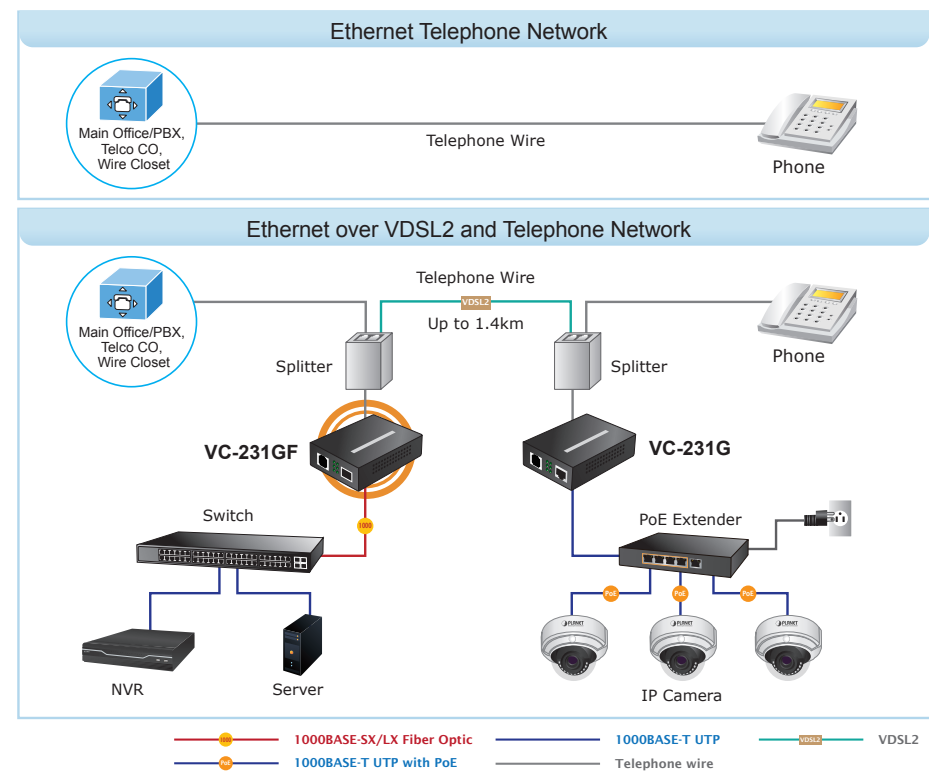 Ethernet Telephone Network
Main Office/PBX,
Telco CO,
Wire Closet
Telephone Wire
Phone
Ethernet over VDSL2 and Telephone Network
Main Office/PBX,
Telco CO,
Wire Closet
Telephone Wire
VDSL2
Up to 1.4km
Phone
Splitter
Splitter
VC-231GF
VC-231G
Switch
1000
PoE Extender
PoE
PoE
PoE
PLANET
PLANET
PLANET
NVR
Server
IP Camera
1000 1000BASE-SX/LX Fiber Optic
1000BASE-T UTP
VDSL2 VDSL2
PoE 1000BASE-T UTP with PoE
Telephone wire